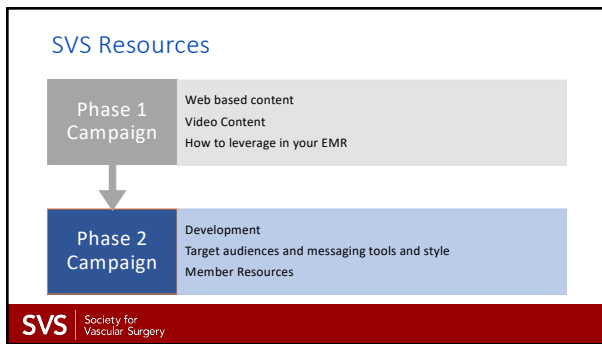 SVS Resources
Phase 1
Campaign
Web based content
Video Content
How to leverage in your EMR
Phase 2
Campaign
Development
Target audiences and messaging tools and style
Member Resources
SVS
Society for
Vascular Surgery